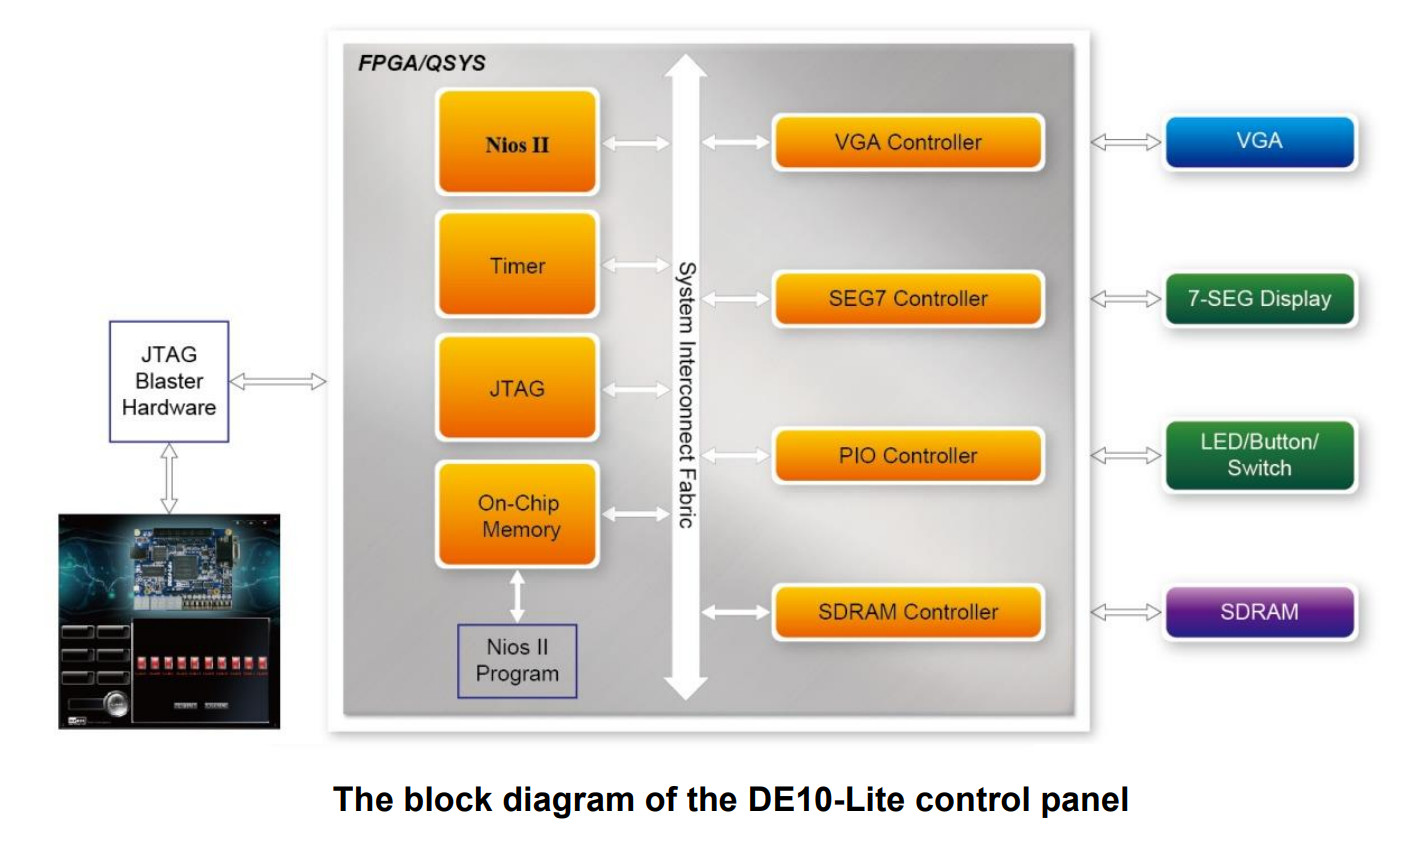 FPGA/QSYS
Nios II
Timer
JTAG
On-Chip
Memory
Nios II
Program
System Interconnect Fabric
VGA Controller
SEG7 Controller
PIO Controller
SDRAM Controller
VGA
7-SEG Display
LED/Button/
Switch
SDRAM
JTAG
Blaster
Hardware
The block diagram of the DE10-Lite control panel